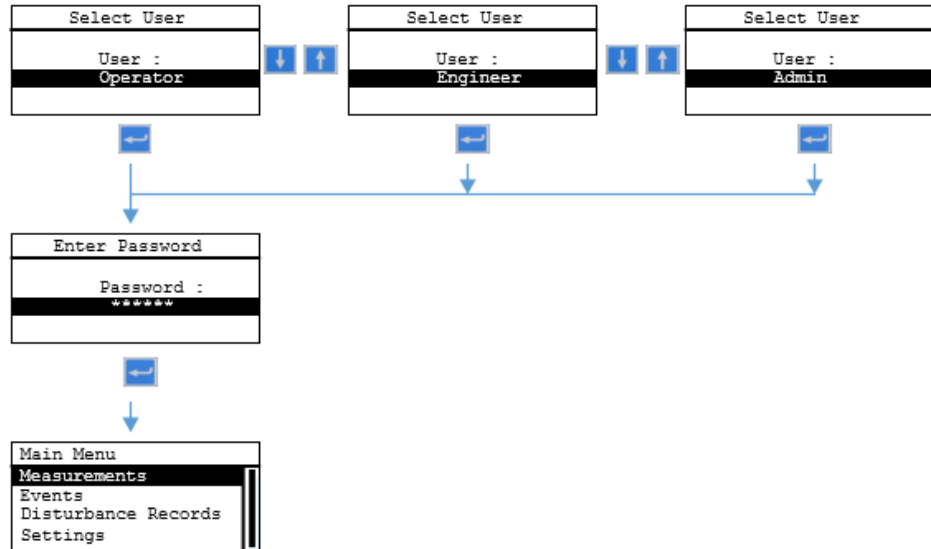 Select User
User :
Operator
Select User
User :
Engineer
Select User
User :
Admin
Enter Password
Password :
******
Main Menu
Measurements
Events
Disturbance Records
Settings